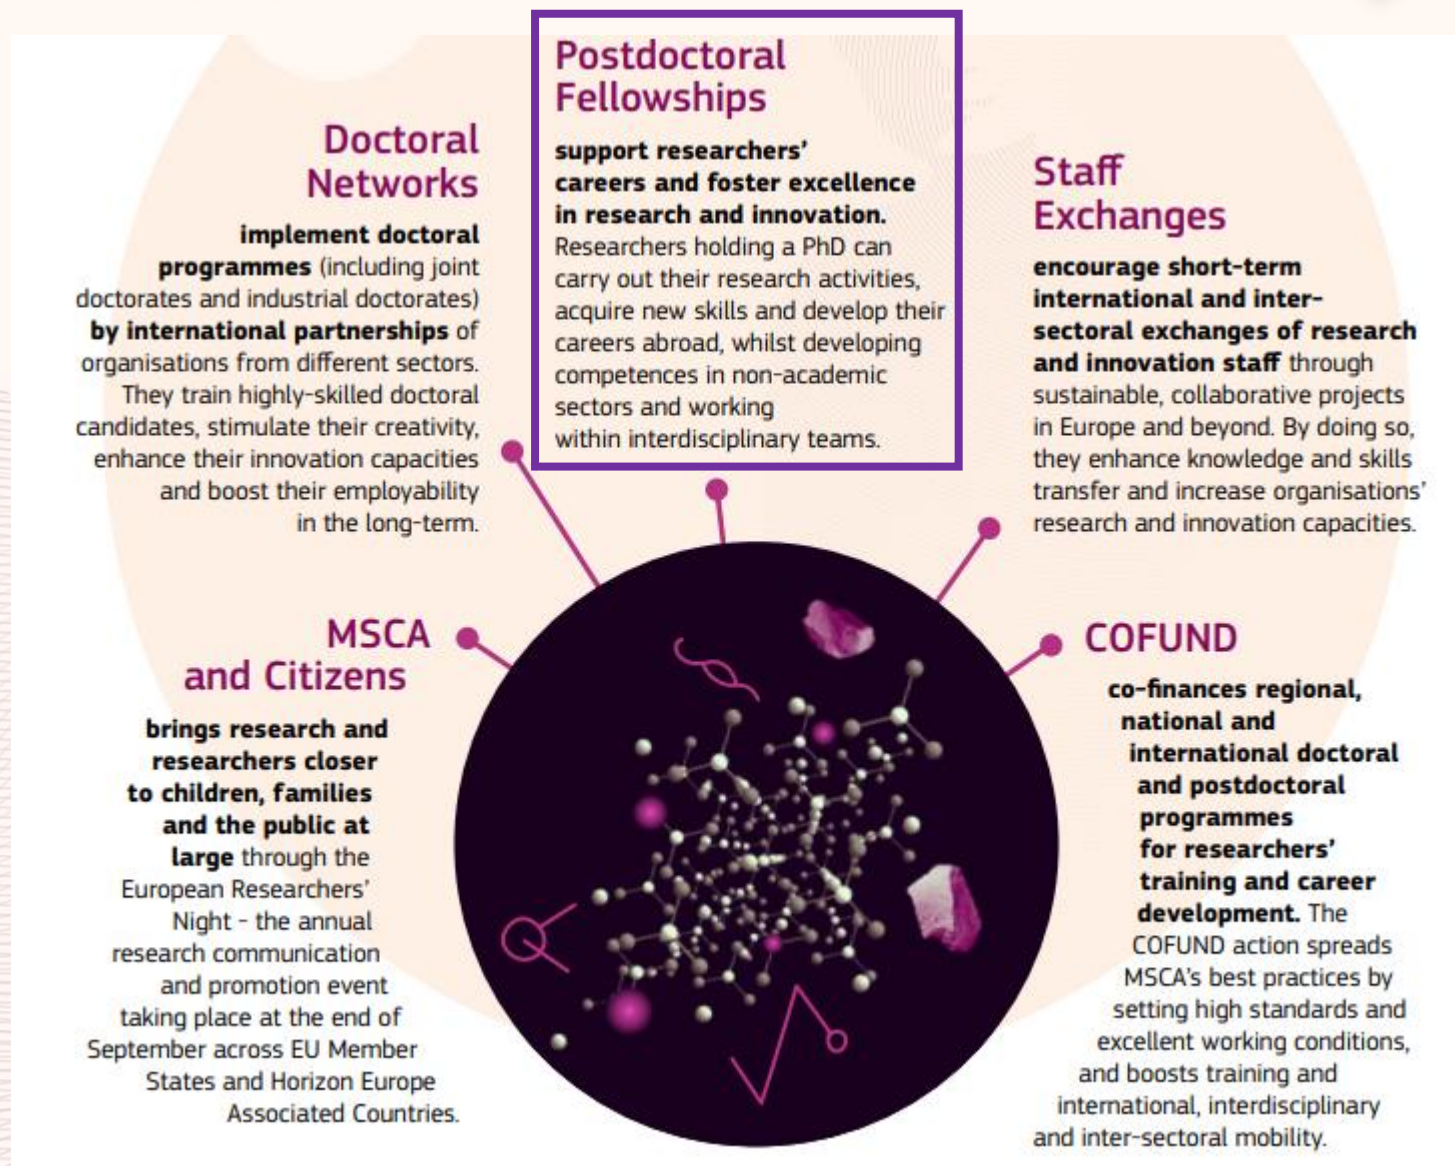 Postdoctoral
Fellowships
support researchers'
careers and foster excellence
in research and innovation.
Researchers holding a PhD can
carry out their research activities,
acquire new skills and develop their
careers abroad, whilst developing
competences in non-academic
sectors and working
within interdisciplinary teams.
Doctoral
Networks
implement doctoral
programmes (including joint
doctorates and industrial doctorates)
by international partnerships of
organisations from different sectors.
They train highly-skilled doctoral
candidates, stimulate their creativity,
enhance their innovation capacities
and boost their employability
in the long-term.
Staff
Exchanges
encourage short-term
international and inter-
sectoral exchanges of research
and innovation staff through
sustainable, collaborative projects
in Europe and beyond. By doing so,
they enhance knowledge and skills
transfer and increase organisations'
research and innovation capacities.
MSCA
and Citizens
brings research and
researchers closer
to children, families
and the public at
large through the
European Researchers'
Night - the annual
research communication
and promotion event
taking place at the end of
September across EU Member
States and Horizon Europe
Associated Countries.
COFUND
co-finances regional,
national and
international doctoral
and postdoctoral
programmes
for researchers'
training and career
development. The
COFUND action spreads
MSCA's best practices by
setting high standards and
excellent working conditions,
and boosts training and
international, interdisciplinary
and inter-sectoral mobility.